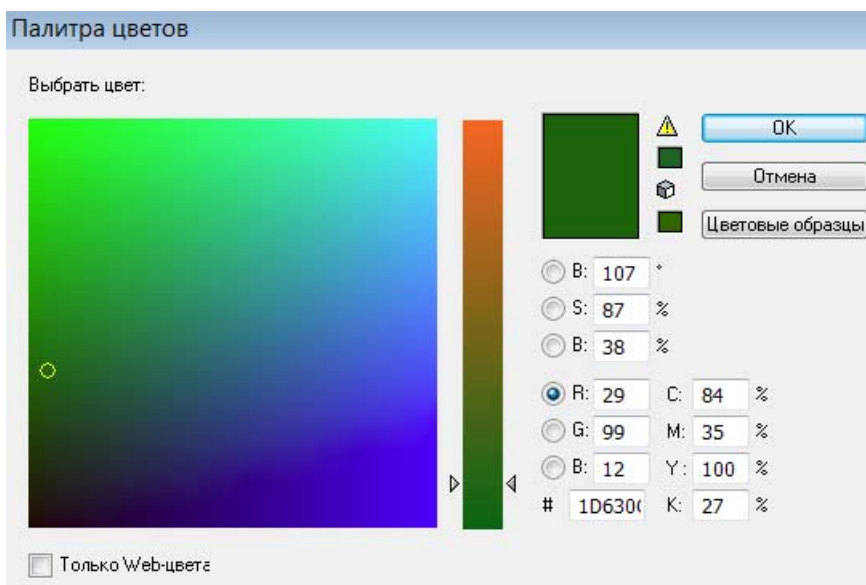 Палитра цветов
Выбрать цвет:
OK
Отмена
Цветовые образцы
B: 107 °
S: 87 %
B: 38 %
R: 29 C: 84 %
G: 99 M: 35 %
B: 12 Y: 100 %
# 1D630 K: 27 %
Только Web-цвета